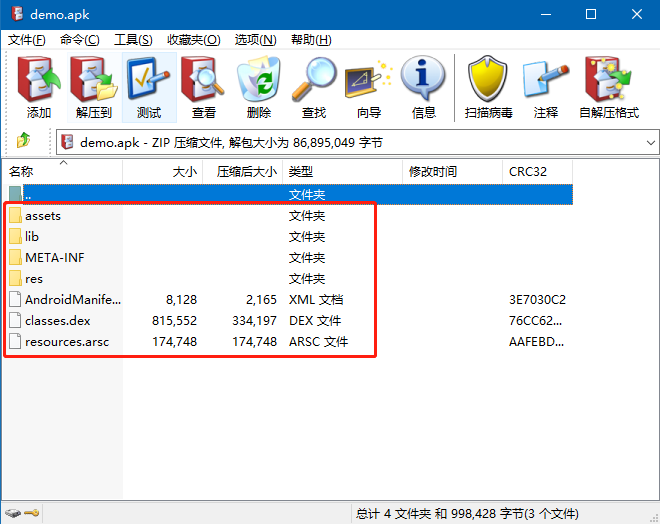 demo.apk
文件(F) 命令(C) 工具(S) 收藏夹(O) 选项(N) 帮助(H)
添加 解压到 测试 查看 删除 查找 向导 信息 扫描病毒 注释 自解压格式
demo.apk - ZIP 压缩文件, 解包大小为 86,895,049 字节
名称 大小 压缩后大小 类型 修改时间 CRC32
.. 文件夹
assets 文件夹
lib 文件夹
META-INF 文件夹
res 文件夹
AndroidManife... 8,128 2,165 XML 文档 3E7030C2
classes.dex 815,552 334,197 DEX 文件 76CC62...
resources.arsc 174,748 174,748 ARSC 文件 AAFEBD...
总计 4 文件夹 和 998,428 字节(3 个文件)